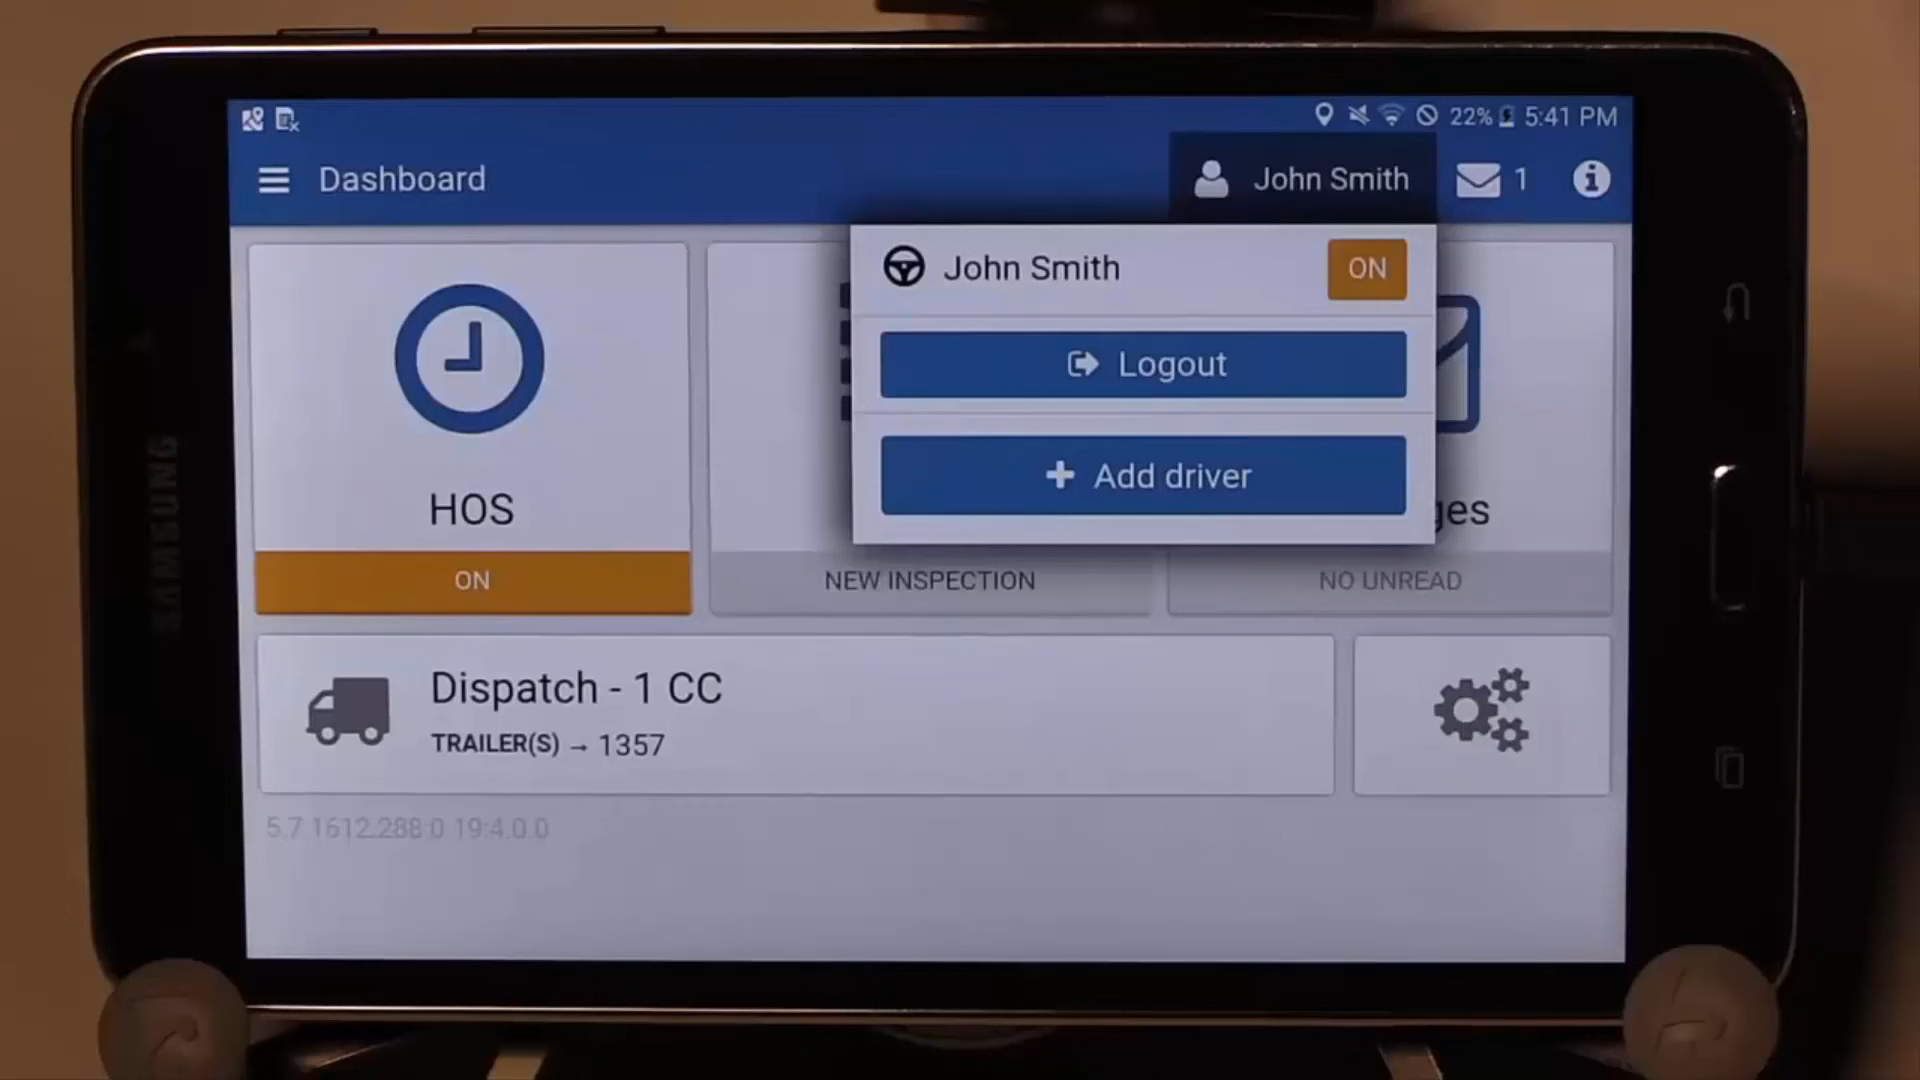 22% 5:41 PM
Dashboard
John Smith
1
John Smith
ON
Logout
Add driver
HOS
ges
ON
NEW INSPECTION
NO UNREAD
Dispatch - 1 CC
TRAILER(S) → 1357
5.7 1612.288.0 19:4.0.0
SAMSUNG